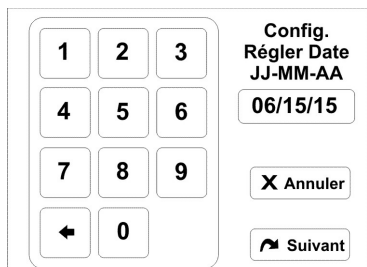 1 2 3
4 5 6
7 8 9
0
Config.
Régler Date
JJ-MM-AA
06/15/15
X Annuler
Suivant